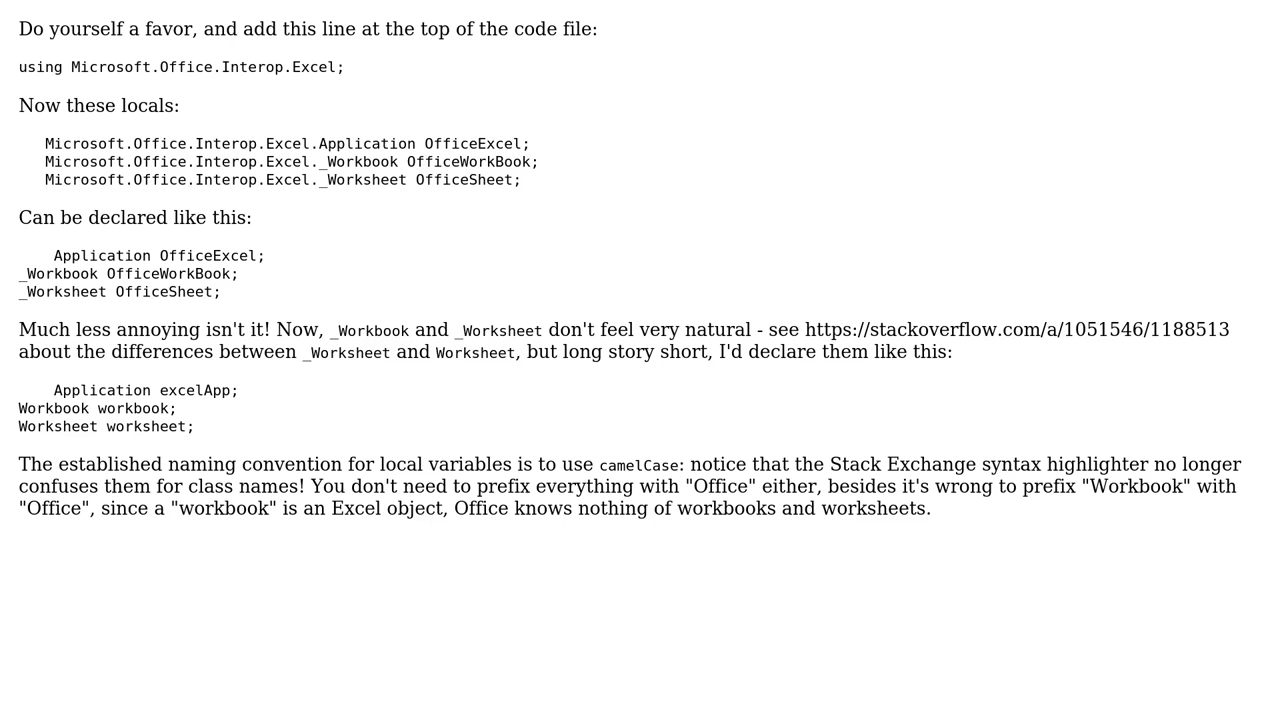 Do yourself a favor, and add this line at the top of the code file:
using Microsoft.Office.Interop.Excel;
Now these locals:
   Microsoft.Office.Interop.Excel.Application OfficeExcel;
   Microsoft.Office.Interop.Excel._Workbook OfficeWorkBook;
   Microsoft.Office.Interop.Excel._Worksheet OfficeSheet;
Can be declared like this:
    Application OfficeExcel;
_Workbook OfficeWorkBook;
_Worksheet OfficeSheet;
Much less annoying isn't it! Now, _Workbook and _Worksheet don't feel very natural - see https://stackoverflow.com/a/1051546/1188513
about the differences between _Worksheet and Worksheet, but long story short, I'd declare them like this:
    Application excelApp;
Workbook workbook;
Worksheet worksheet;
The established naming convention for local variables is to use camelCase: notice that the Stack Exchange syntax highlighter no longer
confuses them for class names! You don't need to prefix everything with "Office" either, besides it's wrong to prefix "Workbook" with
"Office", since a "workbook" is an Excel object, Office knows nothing of workbooks and worksheets.